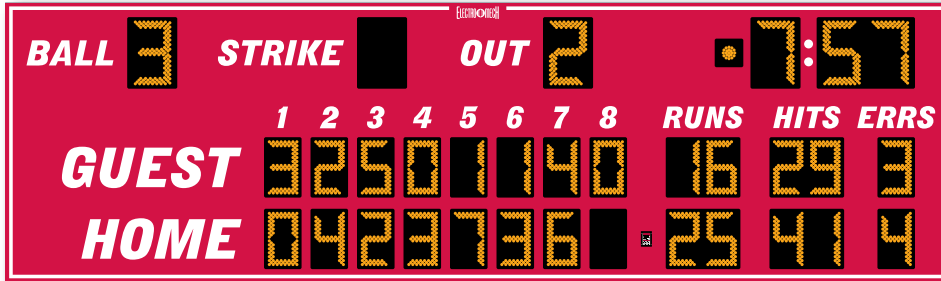 ELECTRO-MECH
BALL 3 STRIKE OUT 2 7:57
1 2 3 4 5 6 7 8 RUNS HITS ERRS
GUEST 3 2 5 0 1 1 4 0 16 29 3
HOME 0 4 2 3 7 3 6 25 41 4